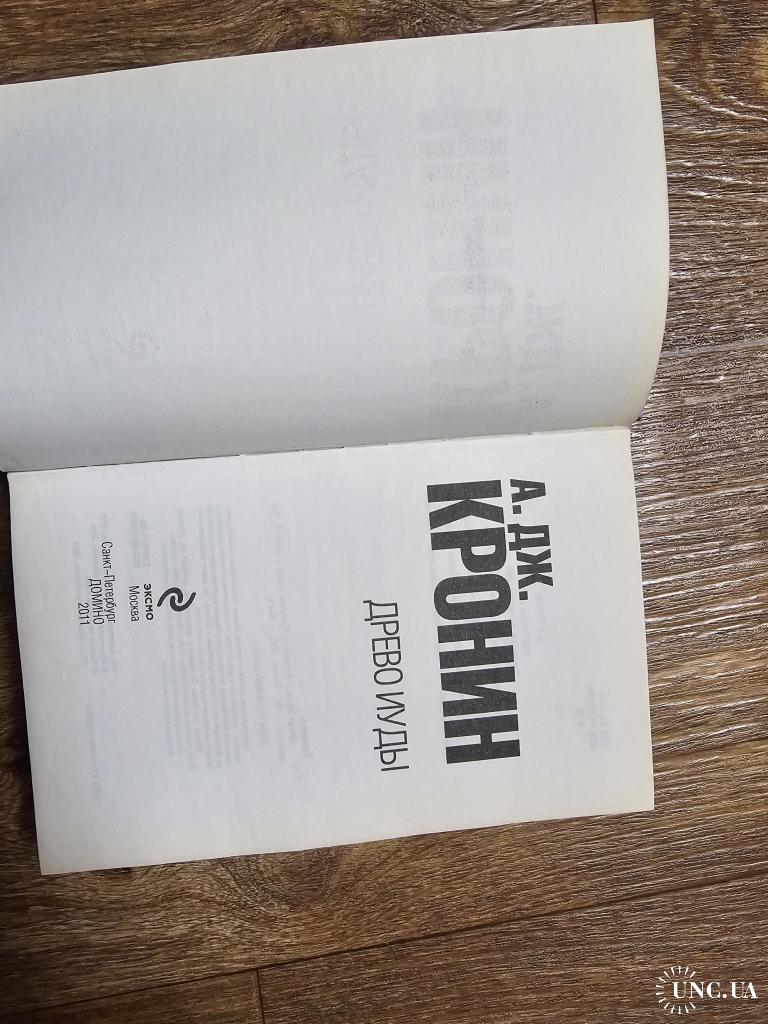 А. ДЖ.
КРОНИН
ДРЕВО ИУДЫ
ЭКСМО
Москва
Санкт-Петербург
ДОМИНО
2011
UNC.UA